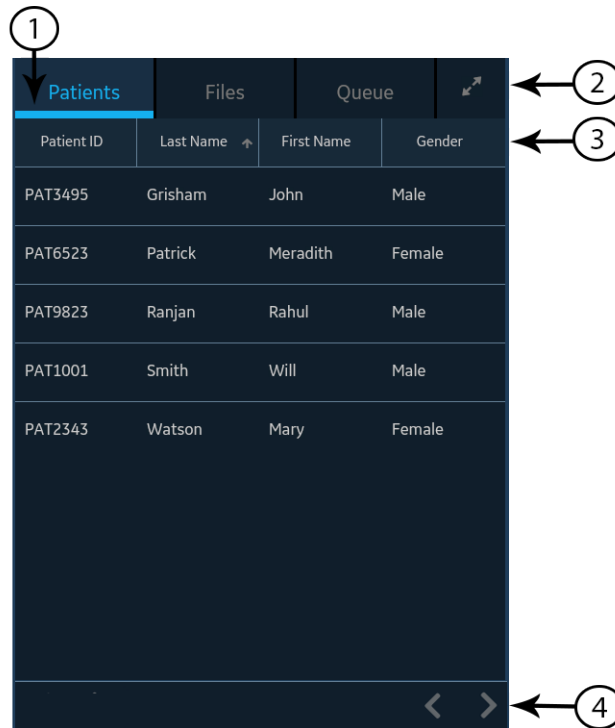 1
Patients Files Queue 2
Patient ID Last Name First Name Gender 3
PAT3495 Grisham John Male
PAT6523 Patrick Meradith Female
PAT9823 Ranjan Rahul Male
PAT1001 Smith Will Male
PAT2343 Watson Mary Female
4